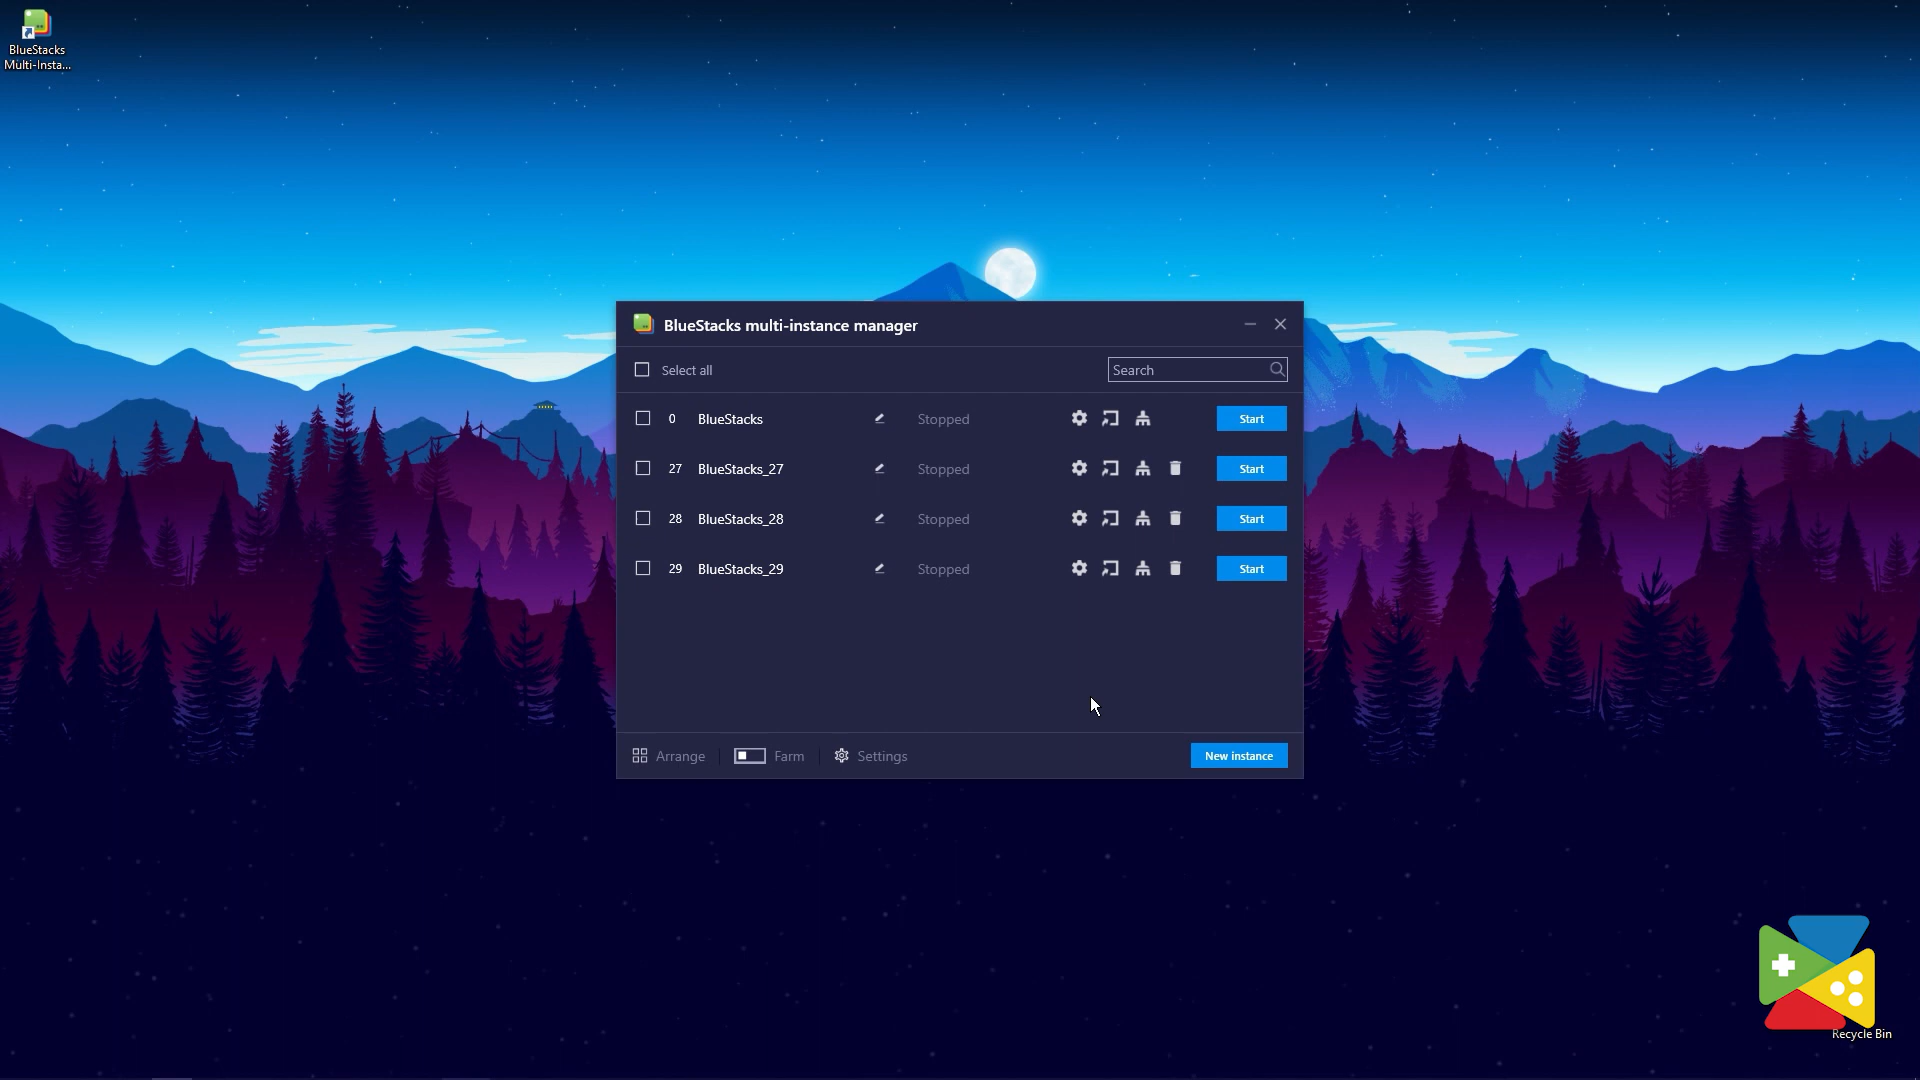 BlueStacks
Multi-Insta...
BlueStacks multi-instance manager
Select all
Search
0 BlueStacks Stopped Start
27 BlueStacks_27 Stopped Start
28 BlueStacks_28 Stopped Start
29 BlueStacks_29 Stopped Start
Arrange Farm Settings New instance
Recycle Bin